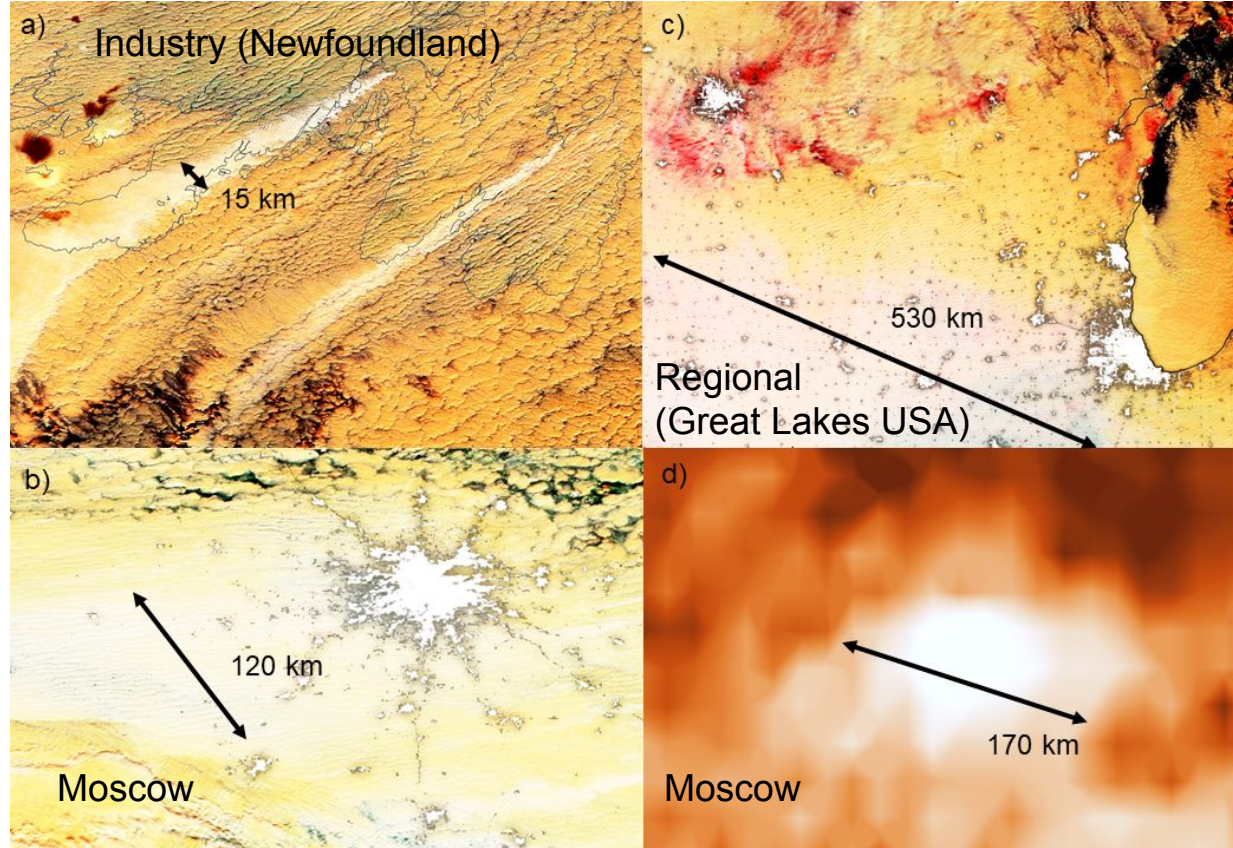 a)
Industry (Newfoundland)
15 km
c)
530 km
Regional
(Great Lakes USA)
b)
120 km
Moscow
d)
170 km
Moscow